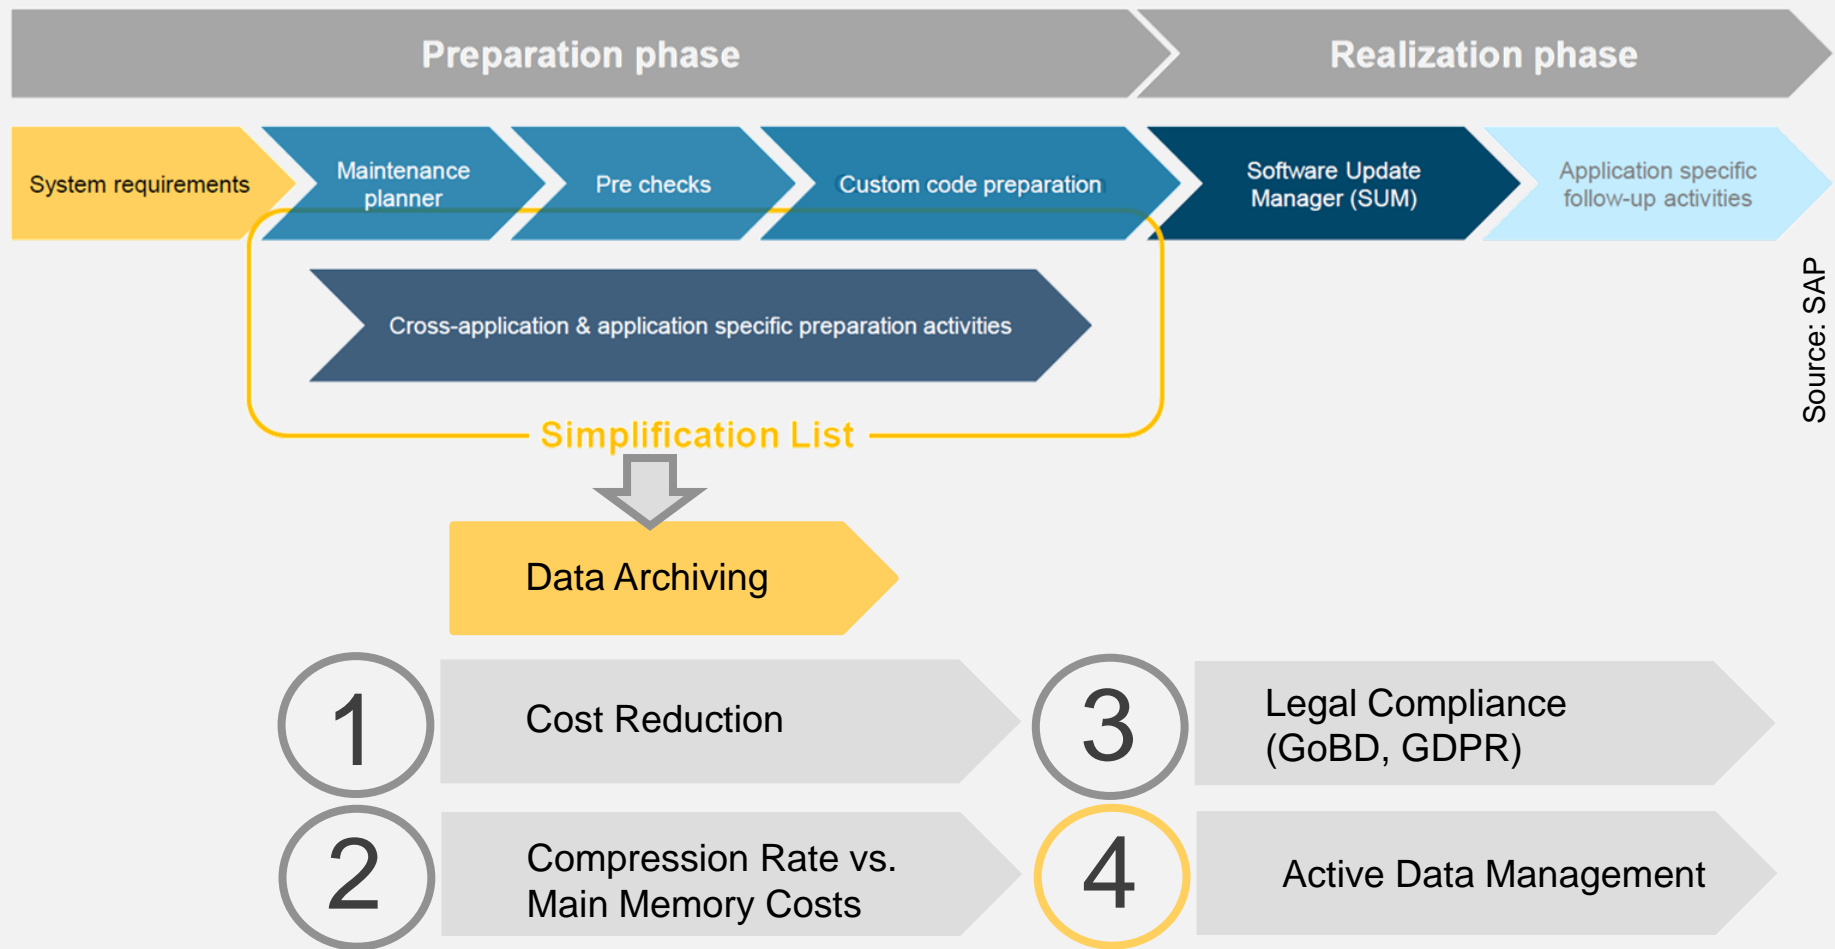 Preparation phase
Realization phase
System requirements
Maintenance
planner
Pre checks
Custom code preparation
Software Update
Manager (SUM)
Application specific
follow-up activities
Cross-application & application specific preparation activities
Source: SAP
Simplification List
Data Archiving
1
Cost Reduction
2
Compression Rate vs.
Main Memory Costs
3
Legal Compliance
(GoBD, GDPR)
4
Active Data Management